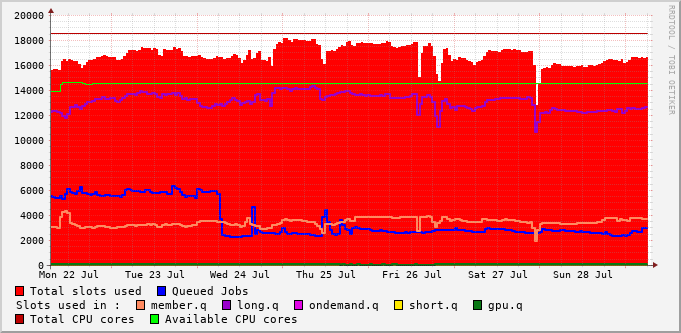 RRDTOOL / TOBI OETIKER
20000
18000
16000
14000
12000
10000
8000
6000
4000
2000
0
Mon 22 Jul Tue 23 Jul Wed 24 Jul Thu 25 Jul Fri 26 Jul Sat 27 Jul Sun 28 Jul
Total slots used Queued Jobs
Slots used in : member.q long.q ondemand.q short.q gpu.q
Total CPU cores Available CPU cores